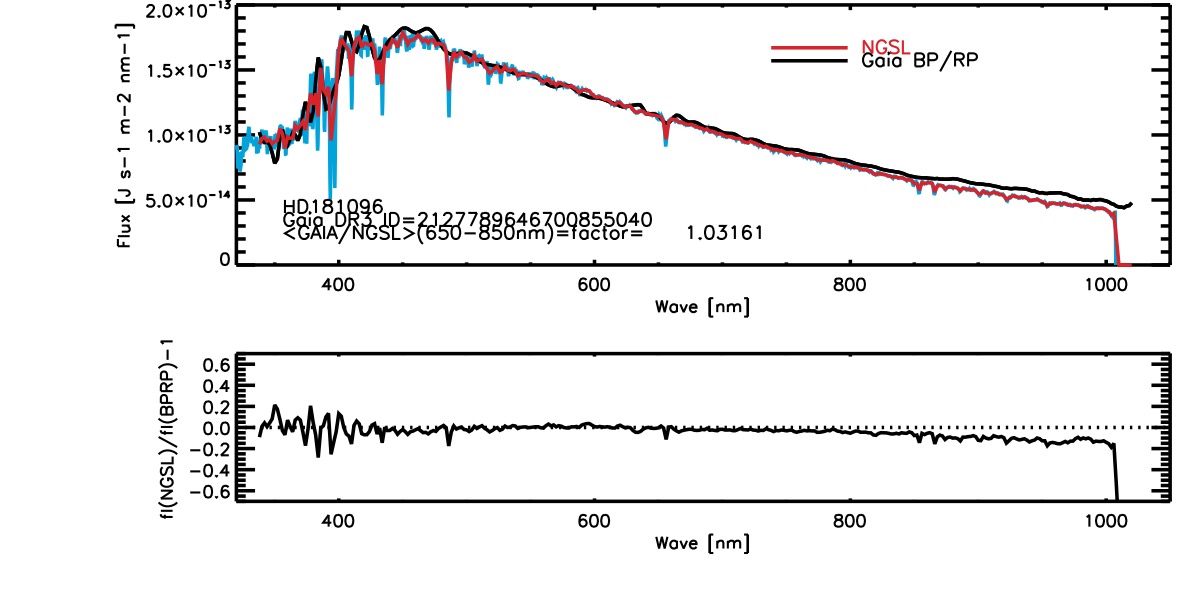 2.0×10−13
1.5×10−13
1.0×10−13
5.0×10−14
0
Flux [J s−1 m−2 nm−1]
NGSL
Gaia BP/RP
HD181096
Gaia DR3 ID=2127789646700855040
<GAIA/NGSL>(650−850nm)=factor= 1.03161
400 600 800 1000
Wave [nm]
0.6
0.4
0.2
0.0
−0.2
−0.4
−0.6
fl(NGSL)/fl(BPRP)−1
400 600 800 1000
Wave [nm]